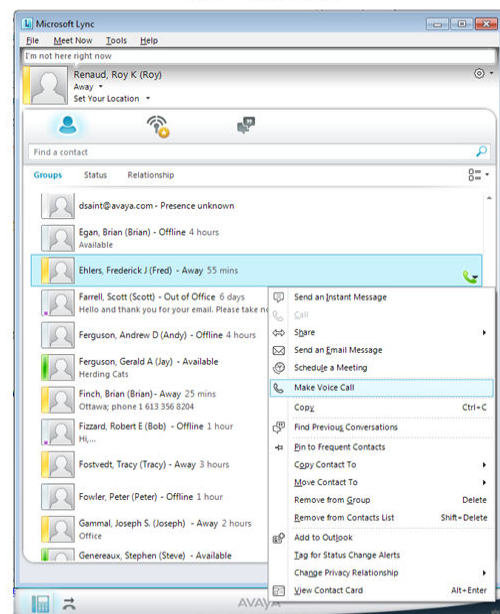 Microsoft Lync
File Meet Now Tools Help
I'm not here right now
Renaud, Roy K (Roy)
Away
Set Your Location
Find a contact
Groups Status Relationship
dsaint@avaya.com - Presence unknown
Egan, Brian (Brian) - Offline 4 hours
Available
Ehlers, Frederick J (Fred) - Away 55 mins
Farrell, Scott (Scott) - Out of Office 6 days
Hello and thank you for your email. Please take n
Ferguson, Andrew D (Andy) - Offline 4 hours
Ferguson, Gerald A (Jay) - Available
Herding Cats
Finch, Brian (Brian) - Away 25 mins
Ottawa; phone 1 613 356 8204
Fizzard, Robert E (Bob) - Offline 1 hour
Hi,...
Fostvedt, Tracy (Tracy) - Away 3 hours
Fowler, Peter (Peter) - Offline 1 hour
Gammal, Joseph S. (Joseph) - Away 2 hours
Office
Genereaux, Stephen (Steve) - Available
Send an Instant Message
Call
Share
Send an Email Message
Schedule a Meeting
Make Voice Call
Copy Ctrl+C
Find Previous Conversations
Pin to Frequent Contacts
Copy Contact To
Move Contact To
Remove from Group Delete
Remove from Contacts List Shift+Delete
Add to Outlook
Tag for Status Change Alerts
Change Privacy Relationship
View Contact Card Alt+Enter
AVAYA